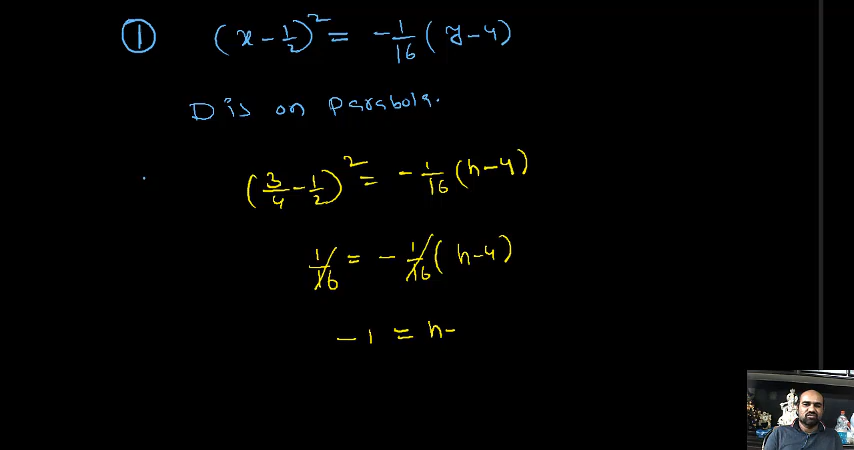 ① (x - 1/2)² = -1/16 (y - 4)
D is on parabola.
(3/4 - 1/2)² = -1/16 (h - 4)
1/16 = -1/16 (h - 4)
-1 = h -